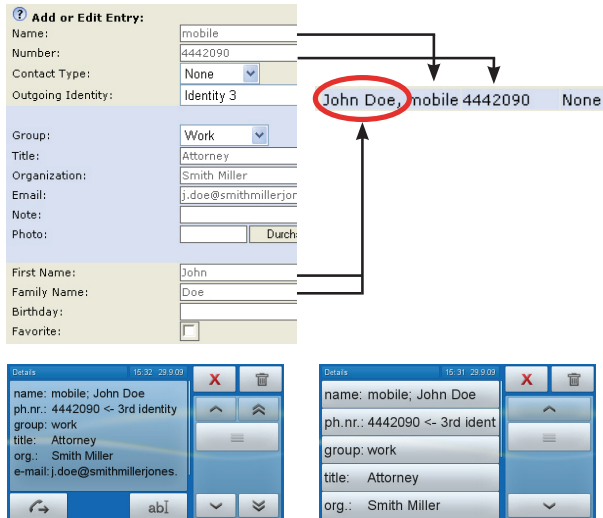 ? Add or Edit Entry:
Name: mobile
Number: 4442090
Contact Type: None
Outgoing Identity: Identity 3
John Doe, mobile 4442090 None
Group: Work
Title: Attorney
Organization: Smith Miller
Email: j.doe@smithmillerjor
Note:
Photo: Durch
First Name: John
Family Name: Doe
Birthday:
Favorite:
Details 15:32 29.9.09
X
name: mobile; John Doe
ph.nr.: 4442090 <- 3rd identity
group: work
title: Attorney
org.: Smith Miller
e-mail: j.doe@smithmillerjones.
abI
Details 15:31 29.9.09
X
name: mobile; John Doe
ph.nr.: 4442090 <- 3rd ident
group: work
title: Attorney
org.: Smith Miller